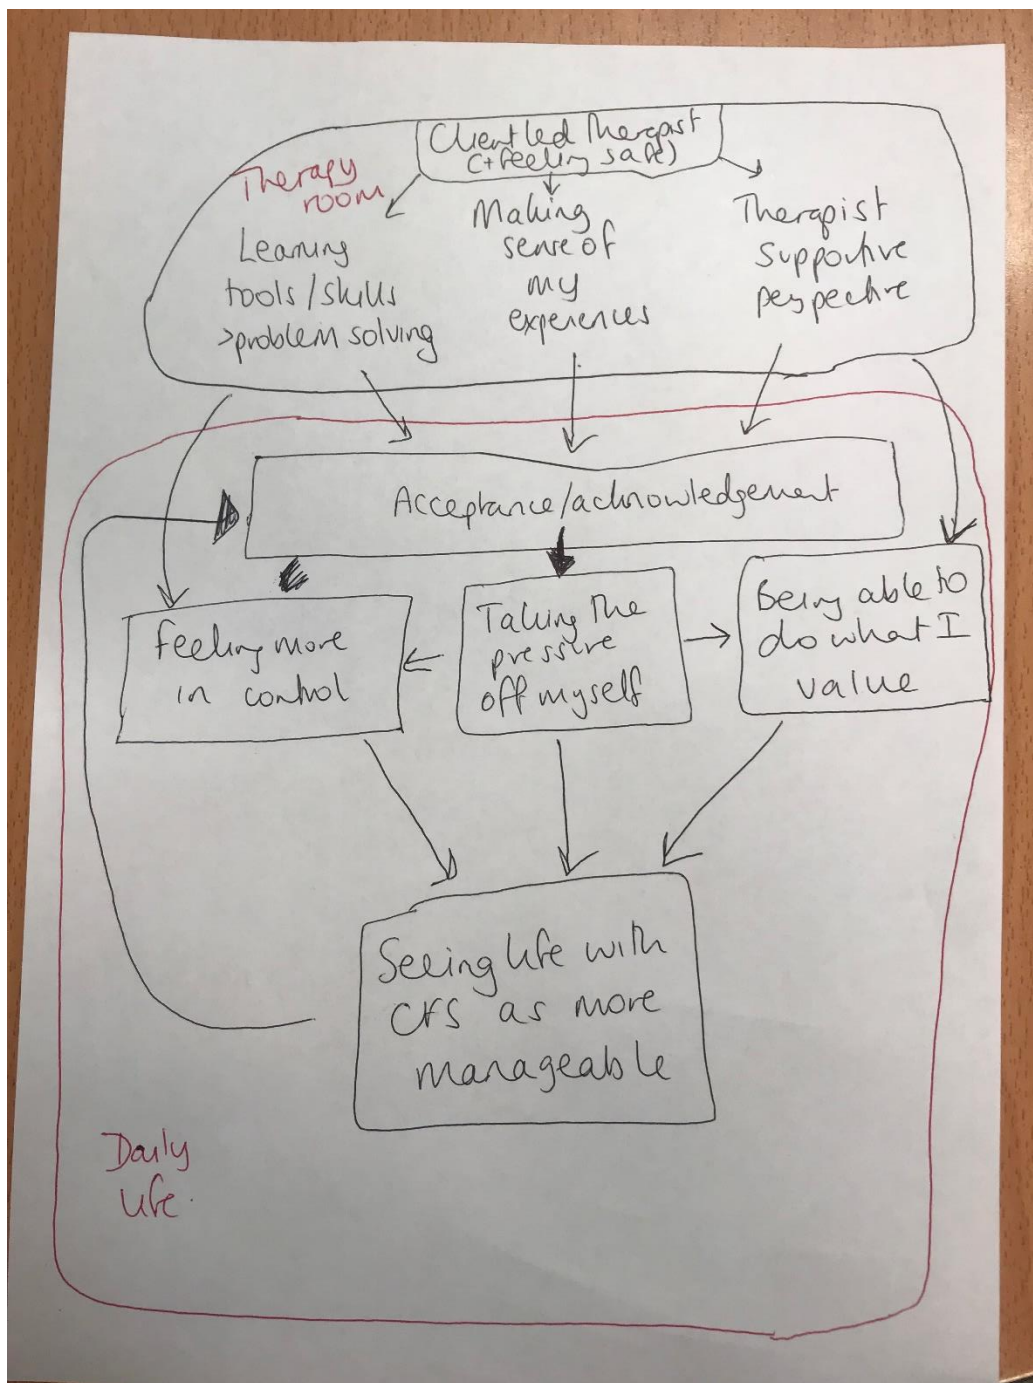 Client led Therapist
(+feeling safe)
Therapy
room
Learning
tools/skills
>problem solving
Making
sense of
my
experiences
Therapist
supportive
perspective
Acceptance/acknowledgement
Feeling more
in control
Taking the
pressure
off myself
Being able to
do what I
value
Seeing life with
CFS as more
manageable
Daily
life.